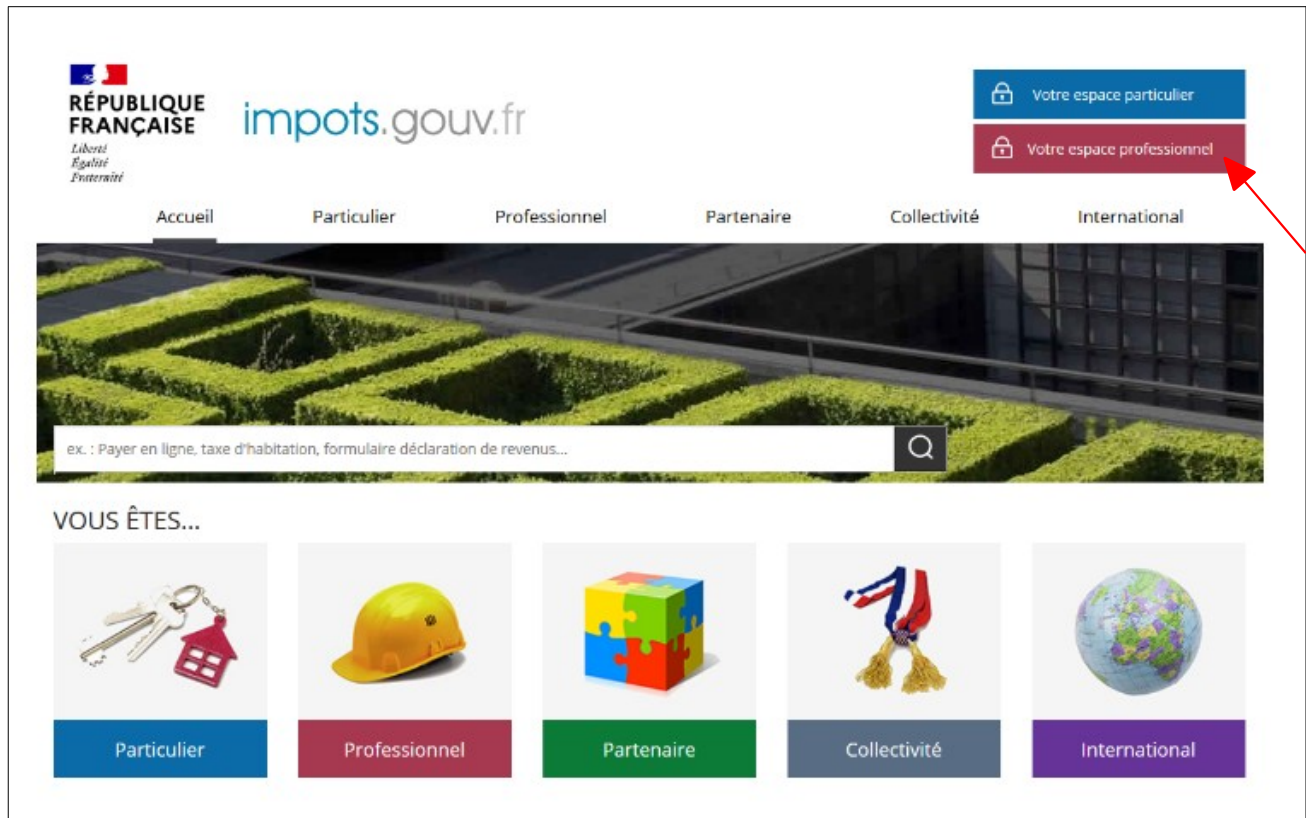 RÉPUBLIQUE
FRANÇAISE
Liberté
Égalité
Fraternité
impots.gouv.fr
Votre espace particulier
Votre espace professionnel
Accueil Particulier Professionnel Partenaire Collectivité International
ex. : Payer en ligne, taxe d'habitation, formulaire déclaration de revenus...
VOUS ÊTES...
Particulier Professionnel Partenaire Collectivité International